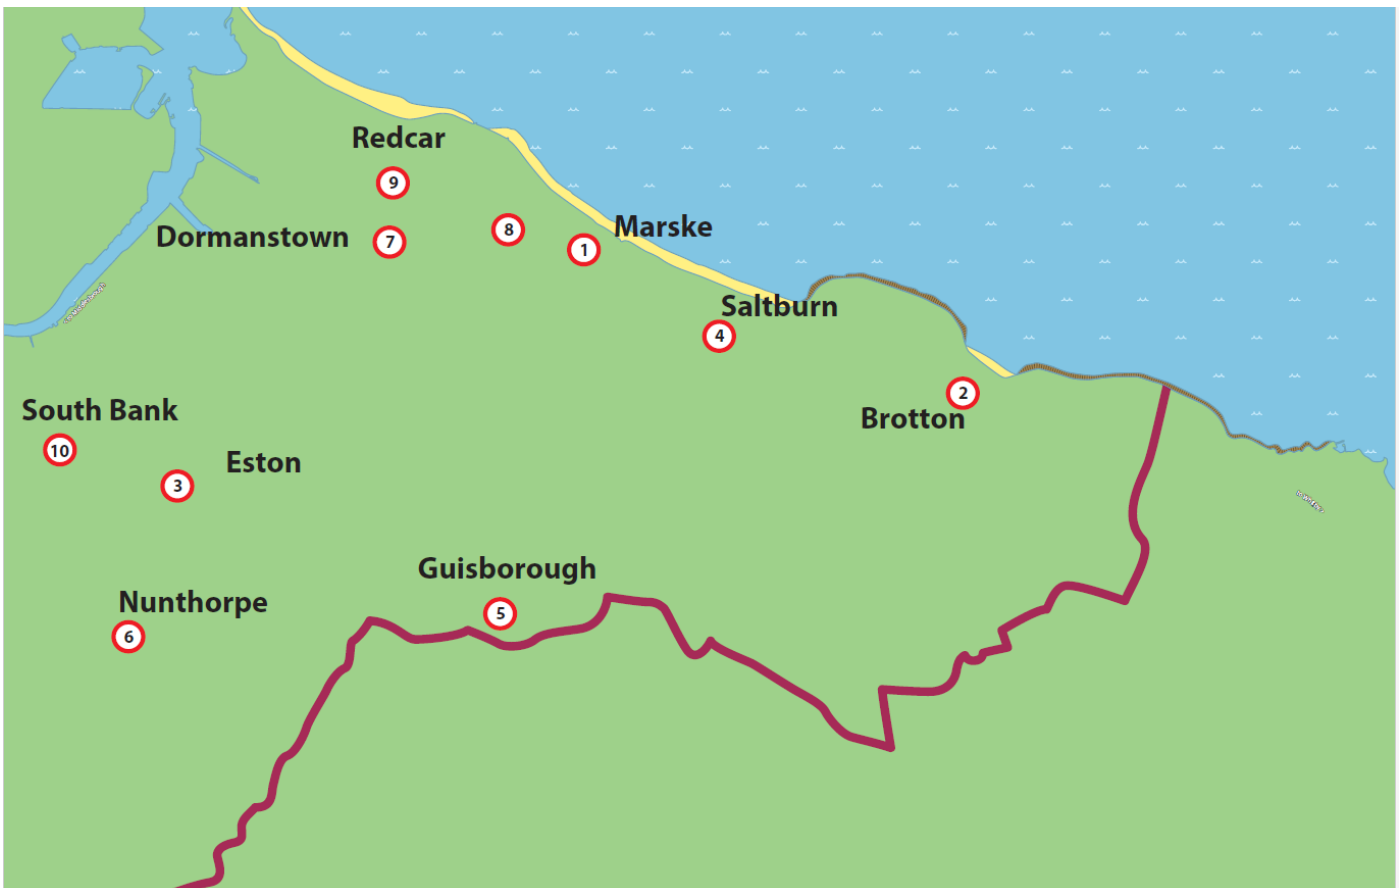 Redcar
9
Dormanstown
7
8
1
Marske
Saltburn
4
2
Brotton
South Bank
10
Eston
3
Guisborough
5
Nunthorpe
6